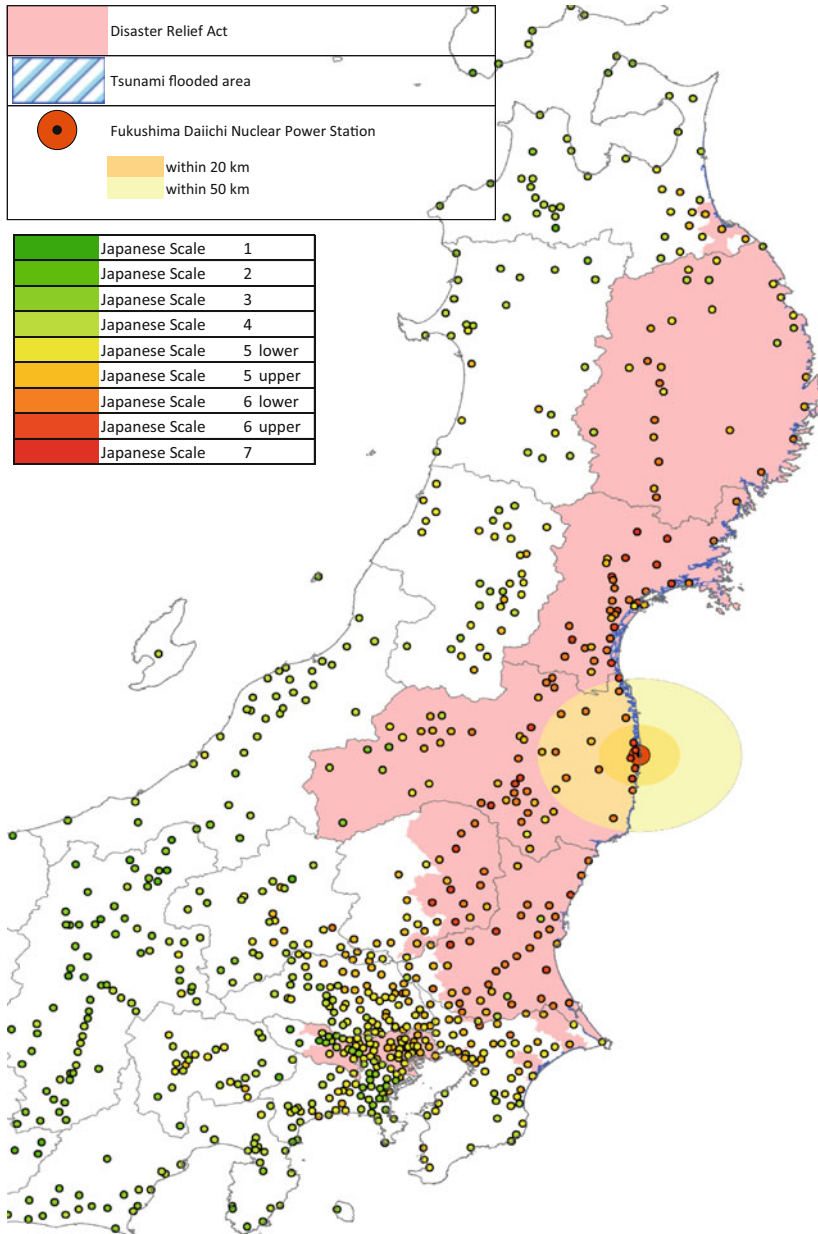 Disaster Relief Act
Tsunami flooded area
Fukushima Daiichi Nuclear Power Station
within 20 km
within 50 km
Japanese Scale 1
Japanese Scale 2
Japanese Scale 3
Japanese Scale 4
Japanese Scale 5 lower
Japanese Scale 5 upper
Japanese Scale 6 lower
Japanese Scale 6 upper
Japanese Scale 7